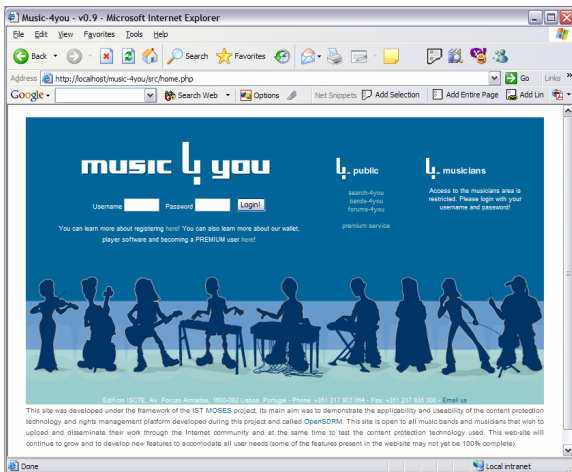 Music-4you - v0.9 - Microsoft Internet Explorer
File Edit View Favorites Tools Help
Back Search Favorites
Address http://localhost/music-4you/src/home.php Go Links »
Google Search Web Options Net Snippets Add Selection Add Entire Page Add Lin
music 4 you
4- public
4- musicians
Username Password Login!
search-4you
bands-4you
forums-4you
premium service
Access to the musicians area is
restricted. Please login with your
username and password!
You can learn more about registering here! You can also learn more about our wallet,
player software and becoming a PREMIUM user here!
Edifício ISCTE, Av. Forcas Armadas, 1600-082 Lisboa, Portugal - Phone: +351 217 903 064 - Fax: +351 217 935 300 - Email us
This site was developed under the framework of the IST MOSES project. Its main aim was to demonstrate the applicability and useability of the content protection
technology and rights management platform developed during this project and called OpenSDRM. This site is open to all music bands and musicians that wish to
upload and disseminate their work through the Internet community and at the same time to test the content protection technology used. This web-site will
continue to grow and to develop new features to accomodate all user needs (some of the features present in the web-site may not yet be 100% complete).
Done Local intranet